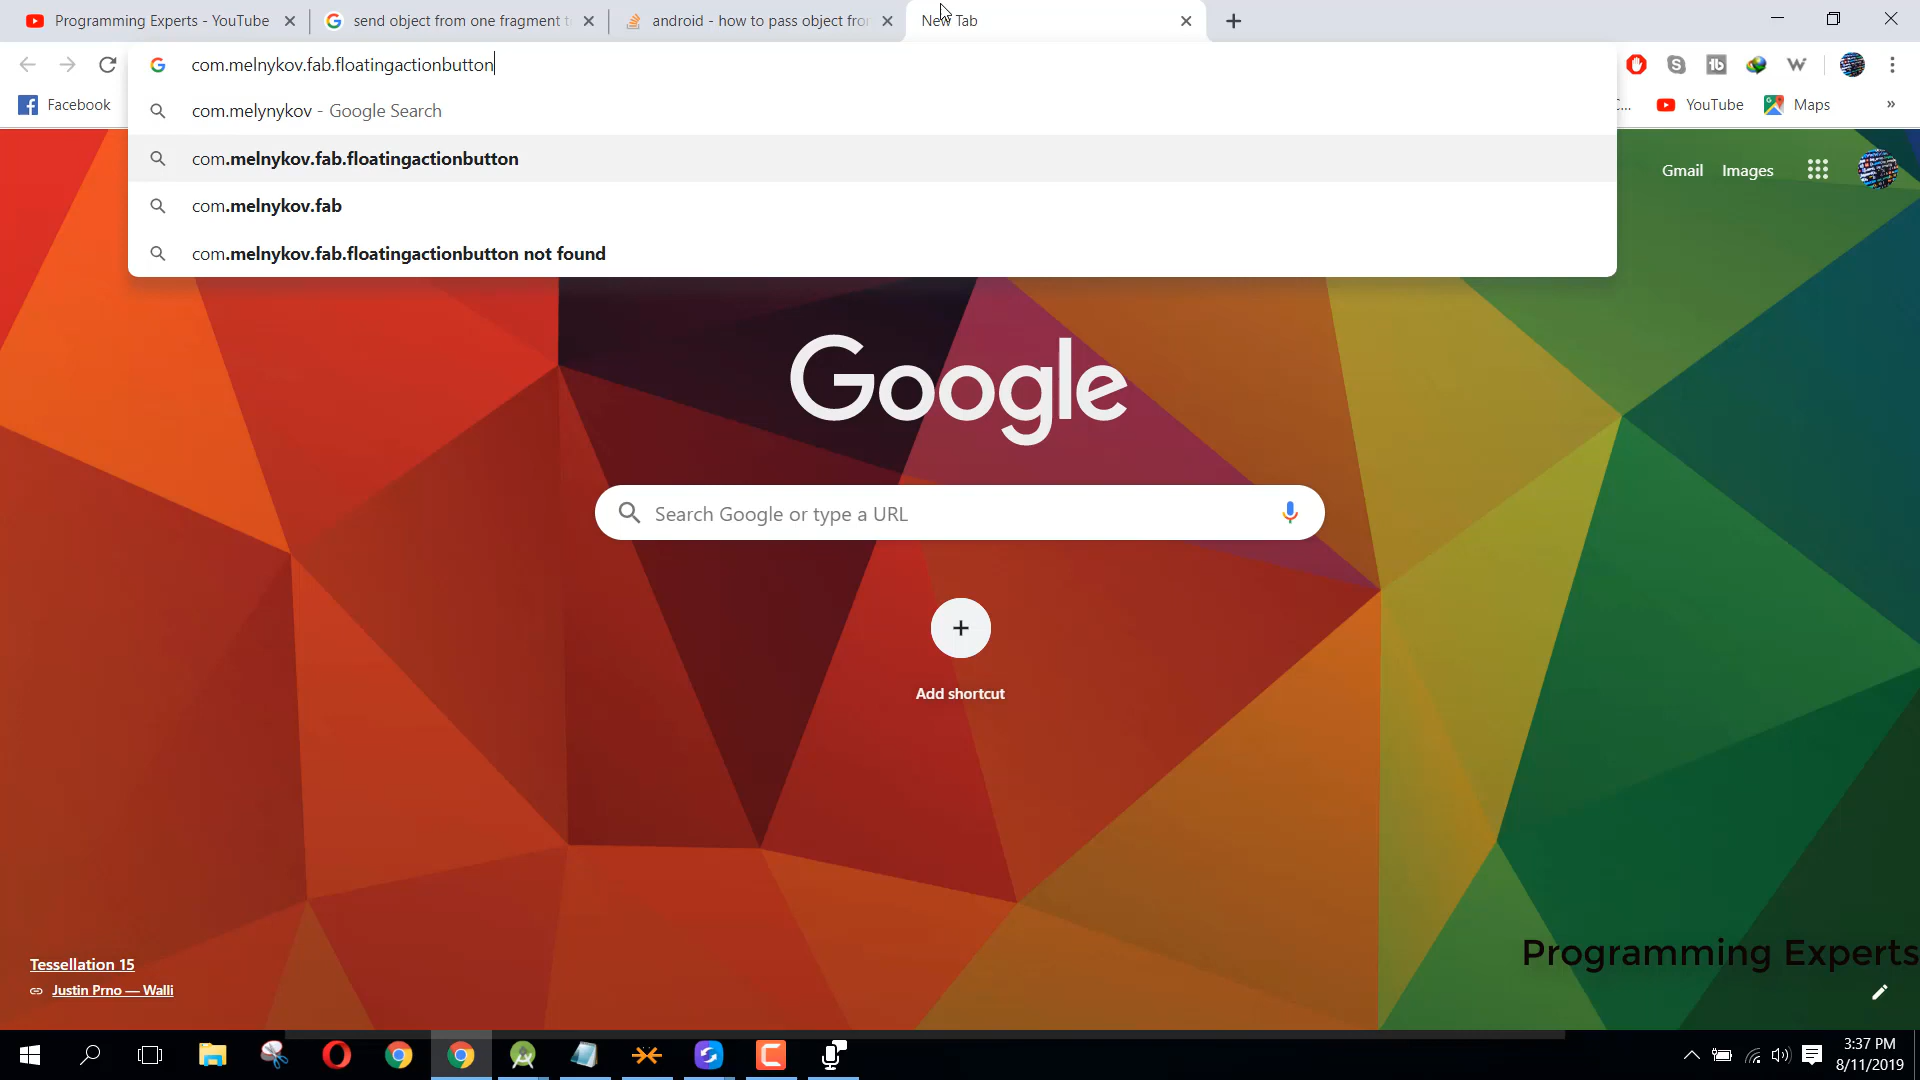 Programming Experts - YouTube
send object from one fragment t
android - how to pass object fro
New Tab
com.melnykov.fab.floatingactionbutton
Facebook
com.melynykov - Google Search
com.melnykov.fab.floatingactionbutton
com.melnykov.fab
com.melnykov.fab.floatingactionbutton not found
C...
YouTube
Maps
»
Gmail
Images
Google
Search Google or type a URL
Add shortcut
Programming Experts
Tessellation 15
Justin Prno — Walli
3:37 PM
8/11/2019